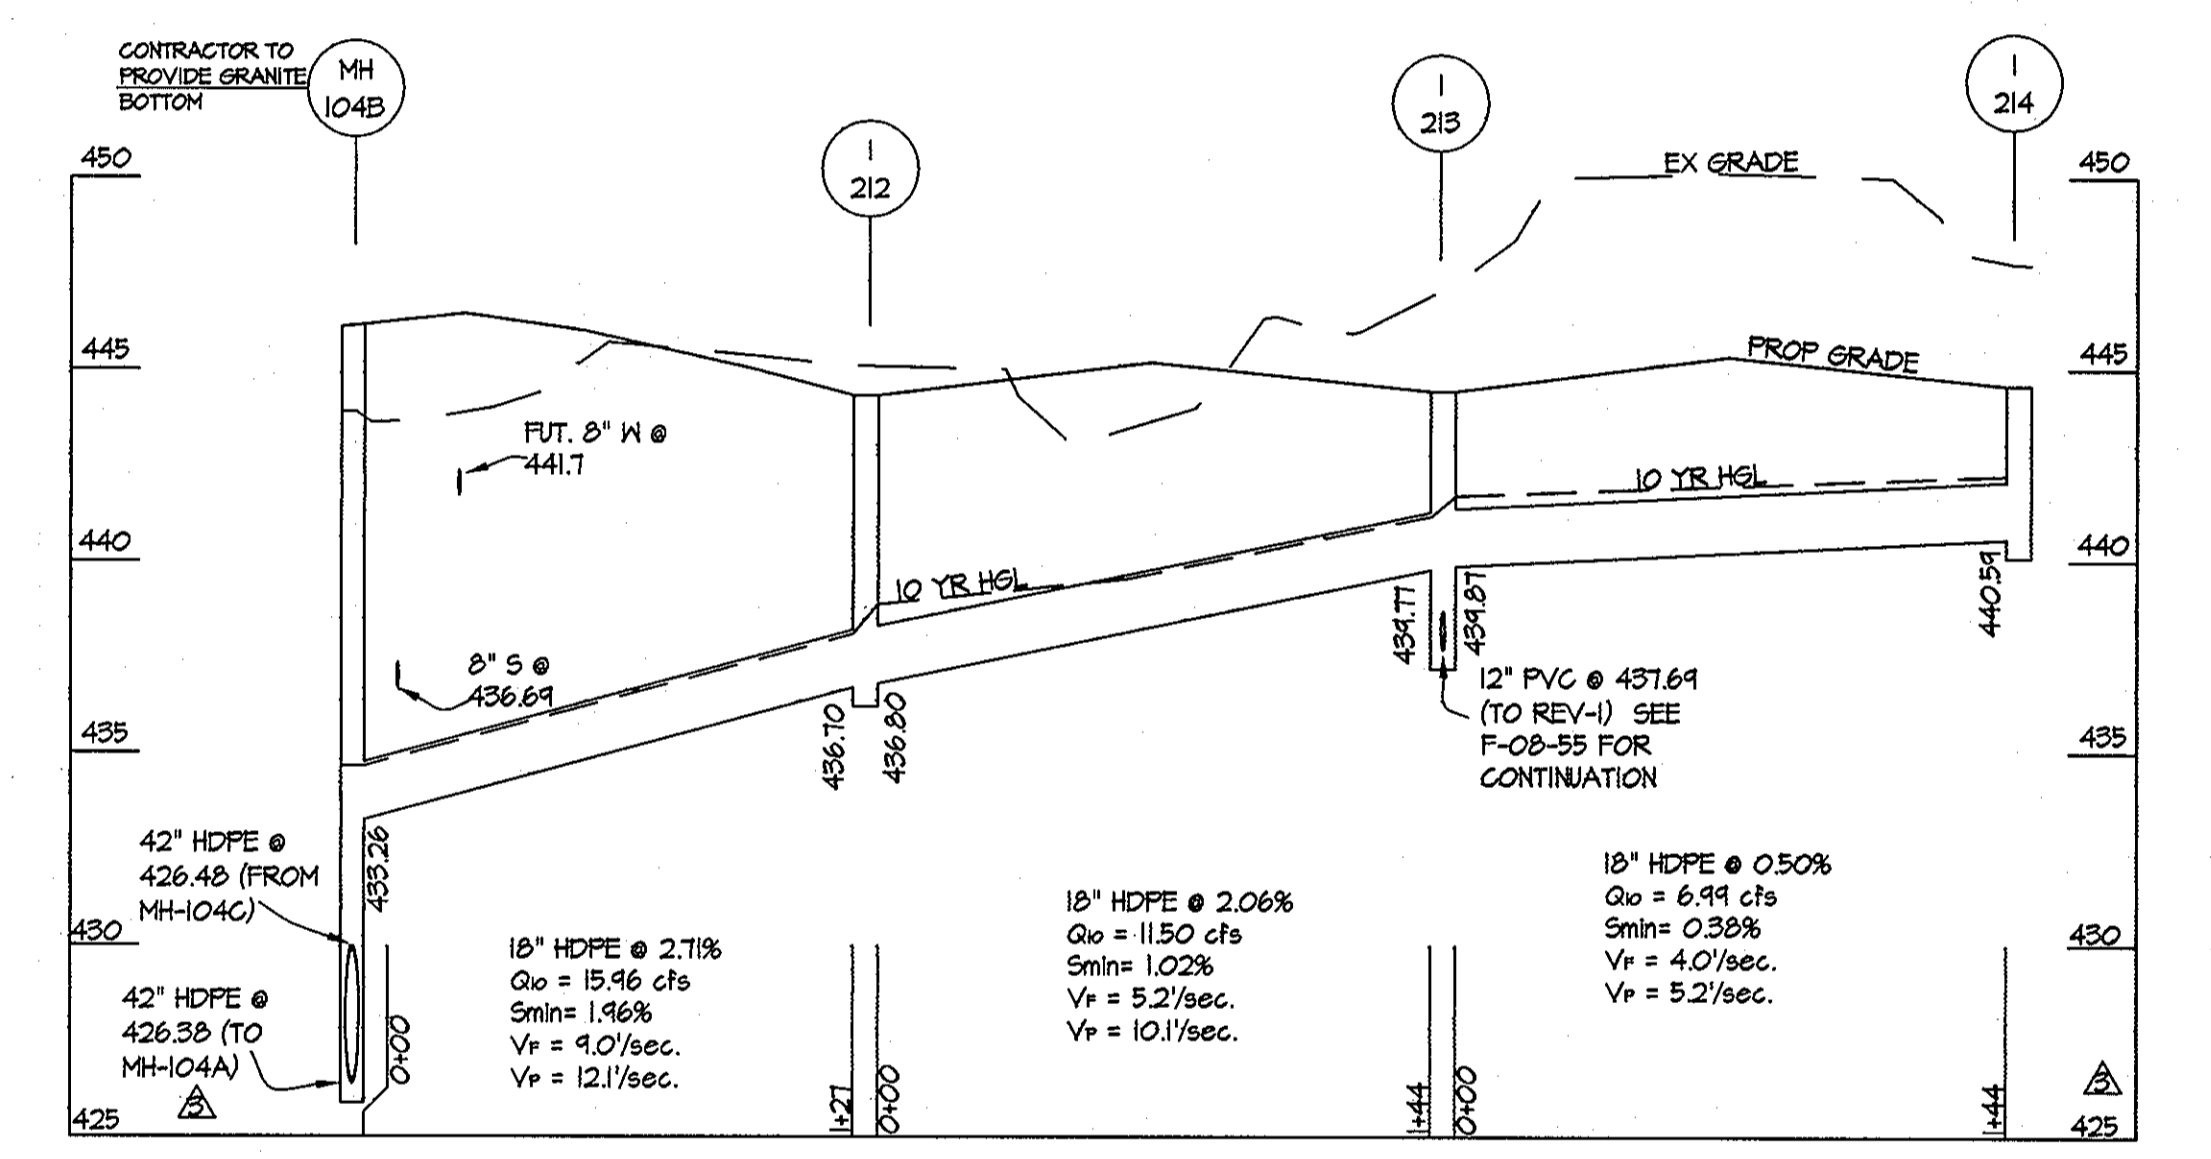 CONTRACTOR TO
PROVIDE GRANITE
BOTTOM
MH
104B
I
212
I
213
I
214
450
450
EX GRADE
445
445
PROP GRADE
FUT. 8" W @
441.7
10 YR HGL
440
440
10 YR HGL
8" S @
436.69
435
435
436.70
436.80
439.77
439.87
440.59
12" PVC @ 437.69
(TO REV-1) SEE
F-08-55 FOR
CONTINUATION
42" HDPE @
426.48 (FROM
MH-104C)
433.26
430
430
42" HDPE @
426.38 (TO
MH-104A)
3
0+00
18" HDPE @ 2.71%
Q10 = 15.96 cfs
Smin= 1.96%
VF = 9.0'/sec.
VP = 12.1'/sec.
18" HDPE @ 2.06%
Q10 = 11.50 cfs
Smin= 1.02%
VF = 5.2'/sec.
VP = 10.1'/sec.
18" HDPE @ 0.50%
Q10 = 6.99 cfs
Smin= 0.38%
VF = 4.0'/sec.
VP = 5.2'/sec.
1+27
0+00
1+44
0+00
1+44
3
425
425